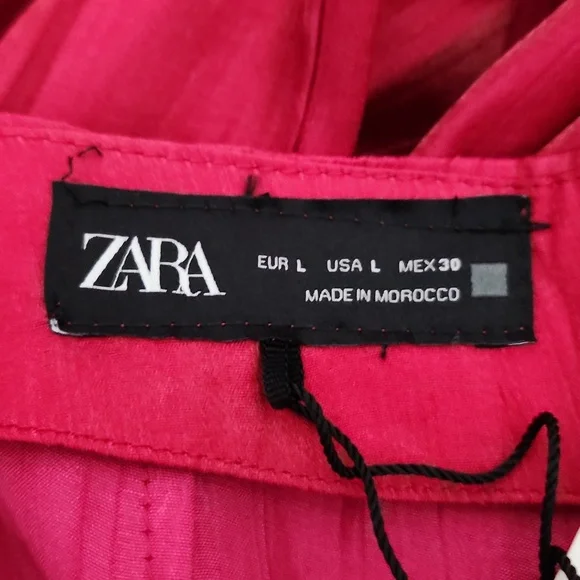 ZARA
EUR L USA L MEX 30
MADE IN MOROCCO